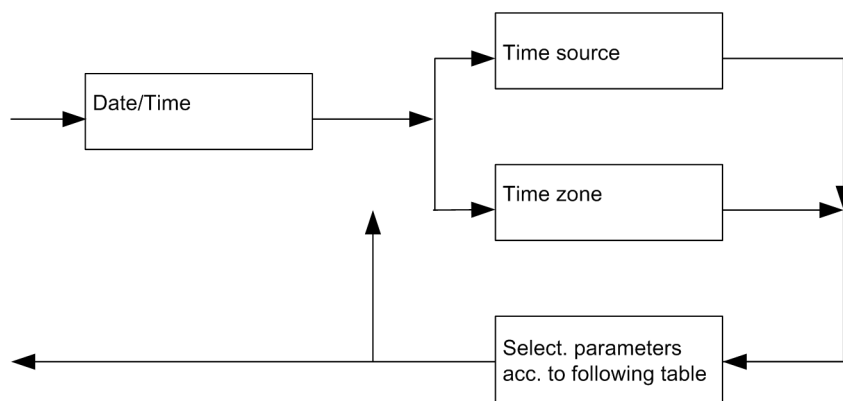 Time source
Date/Time
Time zone
Select. parameters
acc. to following table